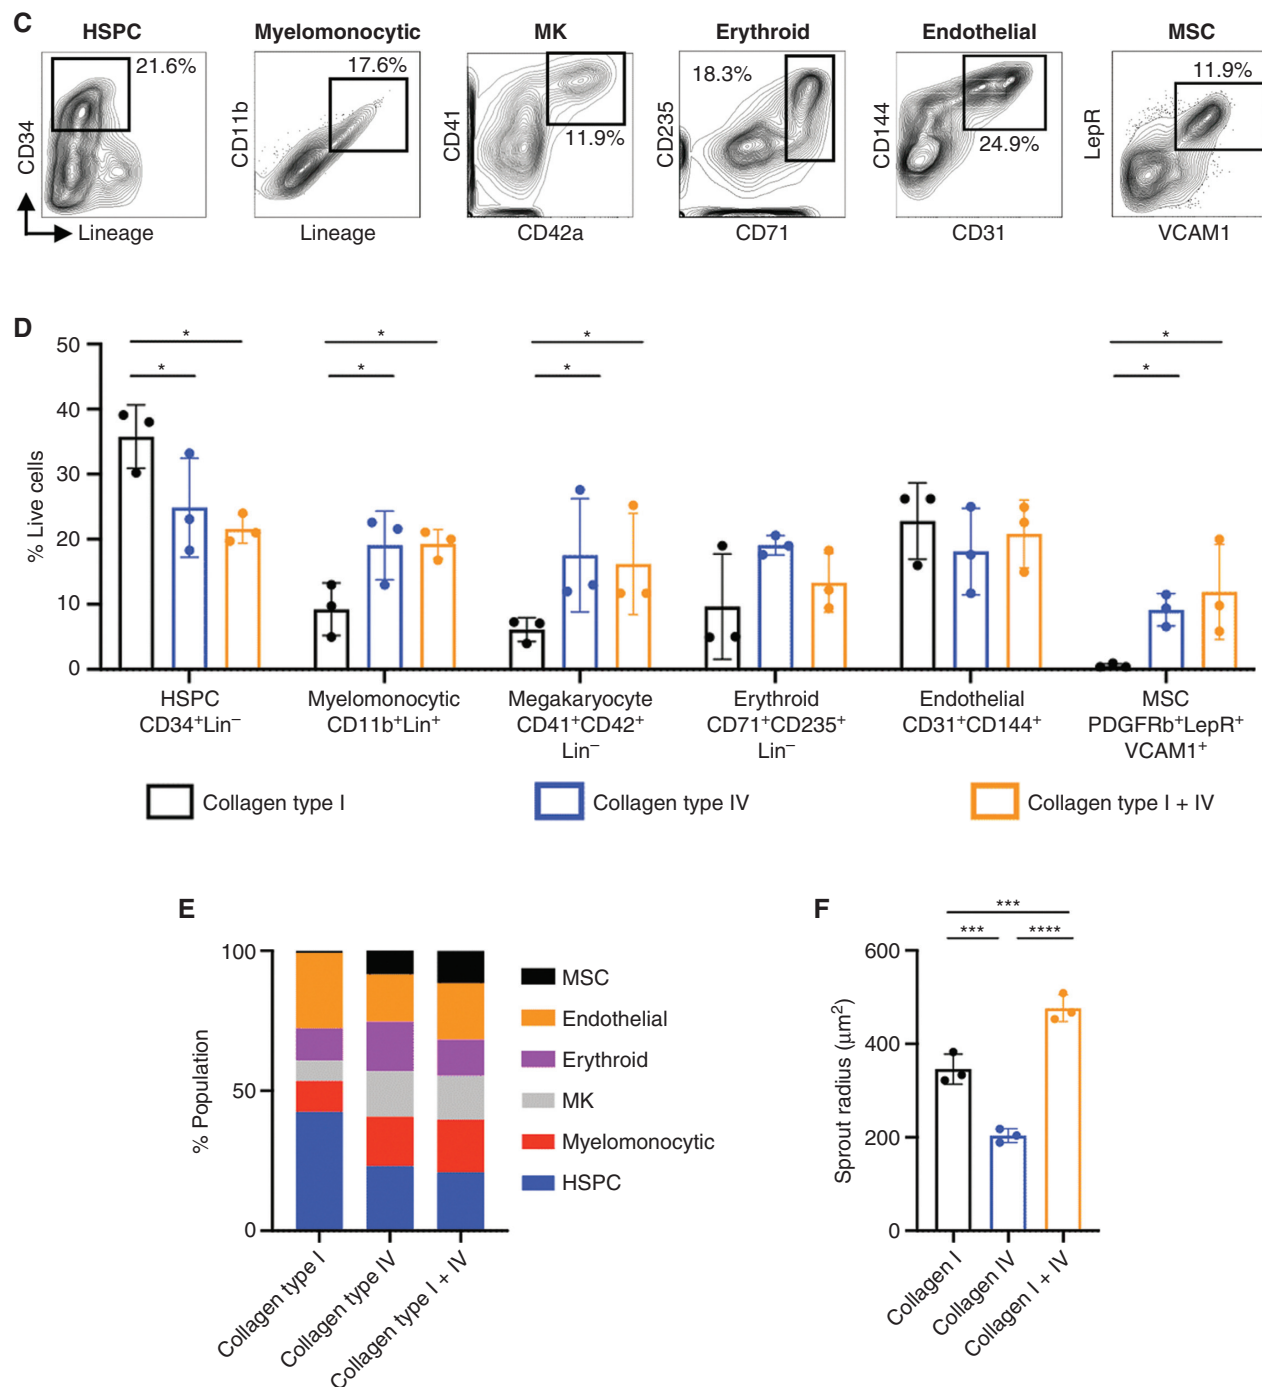 C
HSPC Myelomonocytic MK Erythroid Endothelial MSC
21.6% 17.6% 11.9% 18.3% 24.9% 11.9%
CD34 CD11b CD41 CD235 CD144 LepR
Lineage Lineage CD42a CD71 CD31 VCAM1
D
* * * *
* * * *
% Live cells
50
40
30
20
10
0
HSPC
CD34⁺Lin⁻
Myelomonocytic
CD11b⁺Lin⁺
Megakaryocyte
CD41⁺CD42⁺
Lin⁻
Erythroid
CD71⁺CD235⁺
Lin⁻
Endothelial
CD31⁺CD144⁺
MSC
PDGFRb⁺LepR⁺
VCAM1⁺
Collagen type I Collagen type IV Collagen type I + IV
E
% Population
100
50
0
Collagen type I
Collagen type IV
Collagen type I + IV
MSC
Endothelial
Erythroid
MK
Myelomonocytic
HSPC
F
***
*** ****
Sprout radius (μm²)
600
400
200
0
Collagen I
Collagen IV
Collagen I + IV